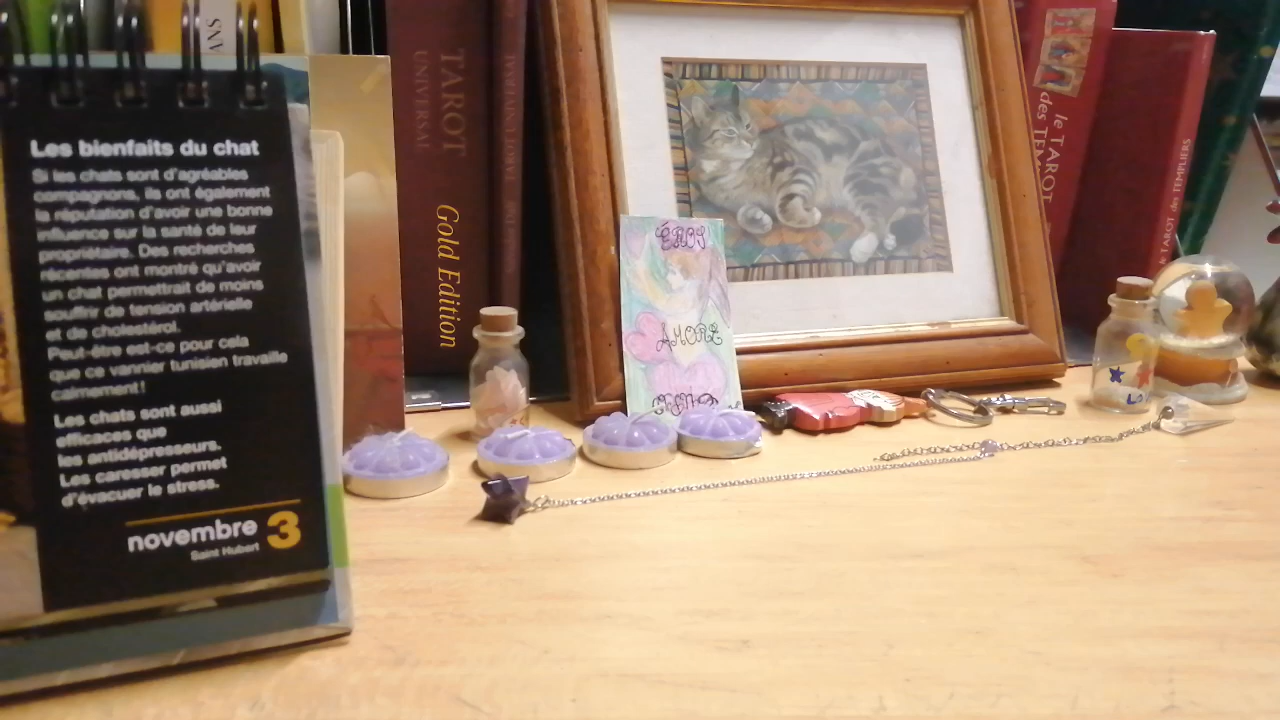 Les bienfaits du chat
Si les chats sont d'agréables
compagnons, ils ont également
la réputation d'avoir une bonne
influence sur la santé de leur
propriétaire. Des recherches
récentes ont montré qu'avoir
un chat permettrait de moins
souffrir de tension artérielle
et de cholestérol.
Peut-être est-ce pour cela
que ce vannier tunisien travaille
calmement !
Les chats sont aussi
efficaces que
les antidépresseurs.
Les caresser permet
d'évacuer le stress.
novembre 3
Saint Hubert
TAROT
UNIVERSAL
Gold Edition
ÉROS
AMORE
le TAROT
des TEM
TAROT des TEMPLIERS